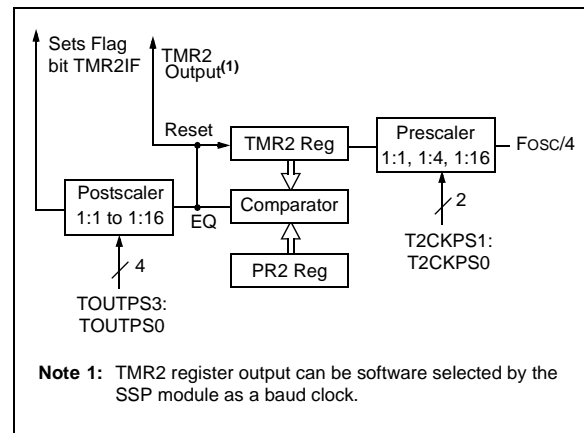 Sets Flag
bit TMR2IF
TMR2
Output(1)
Reset
TMR2 Reg
Prescaler
1:1, 1:4, 1:16
FOSC/4
Postscaler
1:1 to 1:16
EQ
Comparator
2
T2CKPS1:
T2CKPS0
4
PR2 Reg
TOUTPS3:
TOUTPS0
Note 1: TMR2 register output can be software selected by the
SSP module as a baud clock.